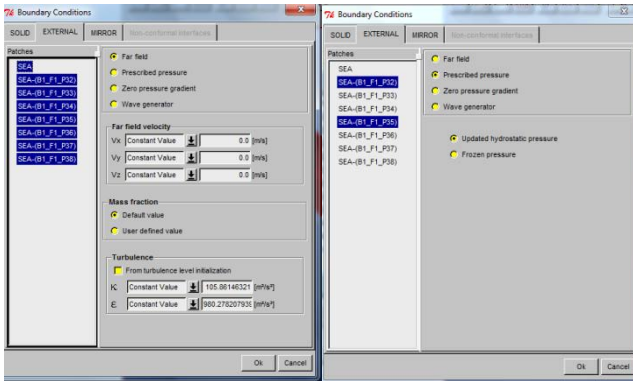 Boundary Conditions
SOLID EXTERNAL MIRROR Non-conformal interfaces
Patches
SEA
SEA-(B1_F1_P32)
SEA-(B1_F1_P33)
SEA-(B1_F1_P34)
SEA-(B1_F1_P35)
SEA-(B1_F1_P36)
SEA-(B1_F1_P37)
SEA-(B1_F1_P38)
Far field
Prescribed pressure
Zero pressure gradient
Wave generator
Far field velocity
Vx Constant Value 0.0 [m/s]
Vy Constant Value 0.0 [m/s]
Vz Constant Value 0.0 [m/s]
Mass fraction
Default value
User defined value
Turbulence
From turbulence level initialization
K Constant Value 105.86146321 [m²/s²]
ε Constant Value 980.278207939 [m²/s³]
Ok Cancel
Boundary Conditions
SOLID EXTERNAL MIRROR Non-conformal interfaces
Patches
SEA
SEA-(B1_F1_P32)
SEA-(B1_F1_P33)
SEA-(B1_F1_P34)
SEA-(B1_F1_P35)
SEA-(B1_F1_P36)
SEA-(B1_F1_P37)
SEA-(B1_F1_P38)
Far field
Prescribed pressure
Zero pressure gradient
Wave generator
Updated hydrostatic pressure
Frozen pressure
Ok Cancel